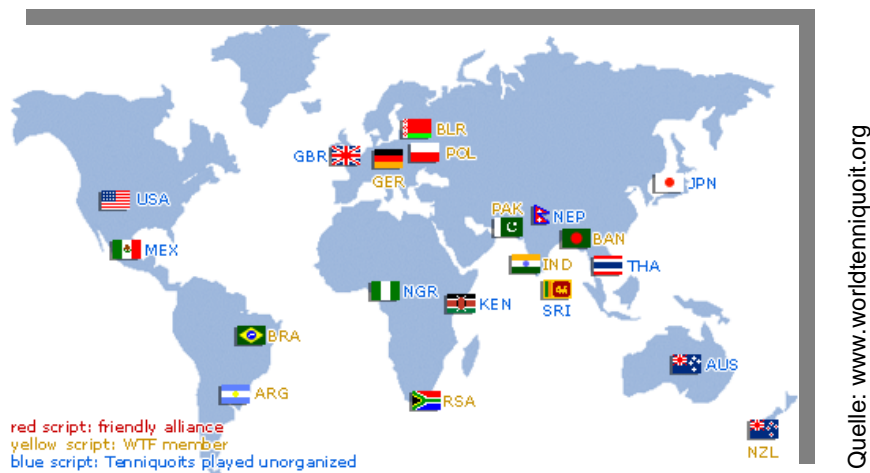 BLR
GBR
POL
GER
JPN
USA
PAK
NEP
BAN
MEX
IND
THA
NGR
KEN
SRI
BRA
AUS
ARG
RSA
red script: friendly alliance
yellow script: WTF member
blue script: Tenniquoits played unorganized
NZL
Quelle: www.worldtenniquoit.org